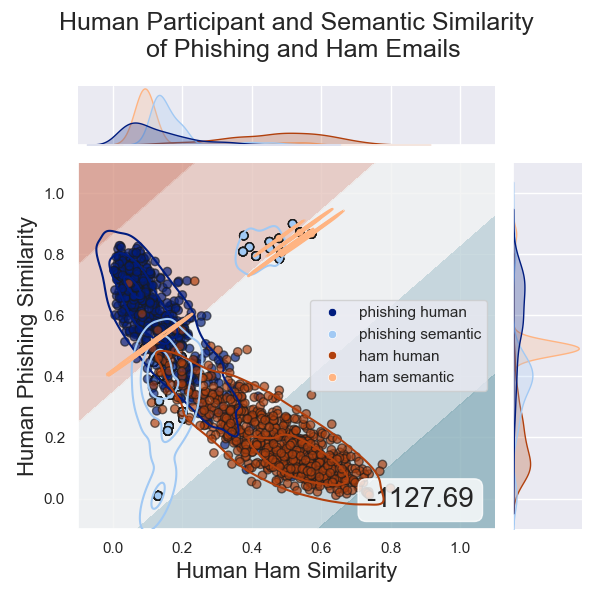 Human Participant and Semantic Similarity
of Phishing and Ham Emails
Human Phishing Similarity
1.0
0.8
0.6
0.4
0.2
0.0
phishing human
phishing semantic
ham human
ham semantic
-1127.69
0.0 0.2 0.4 0.6 0.8 1.0
Human Ham Similarity